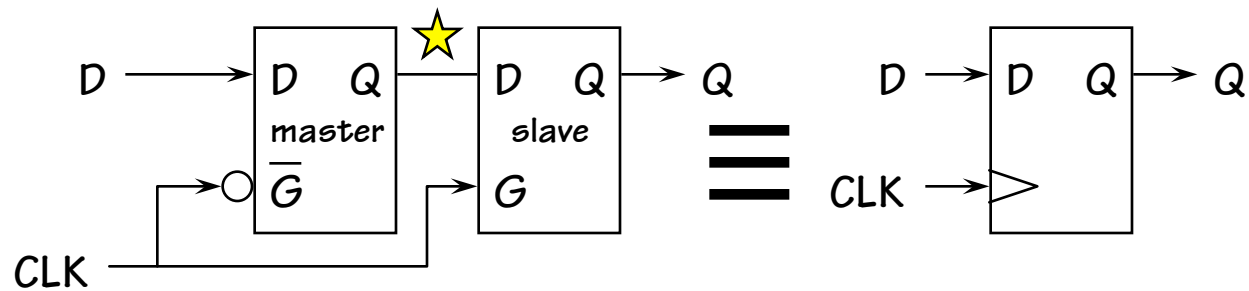 D D Q D Q Q D D Q Q
master slave
G̅ G CLK
CLK